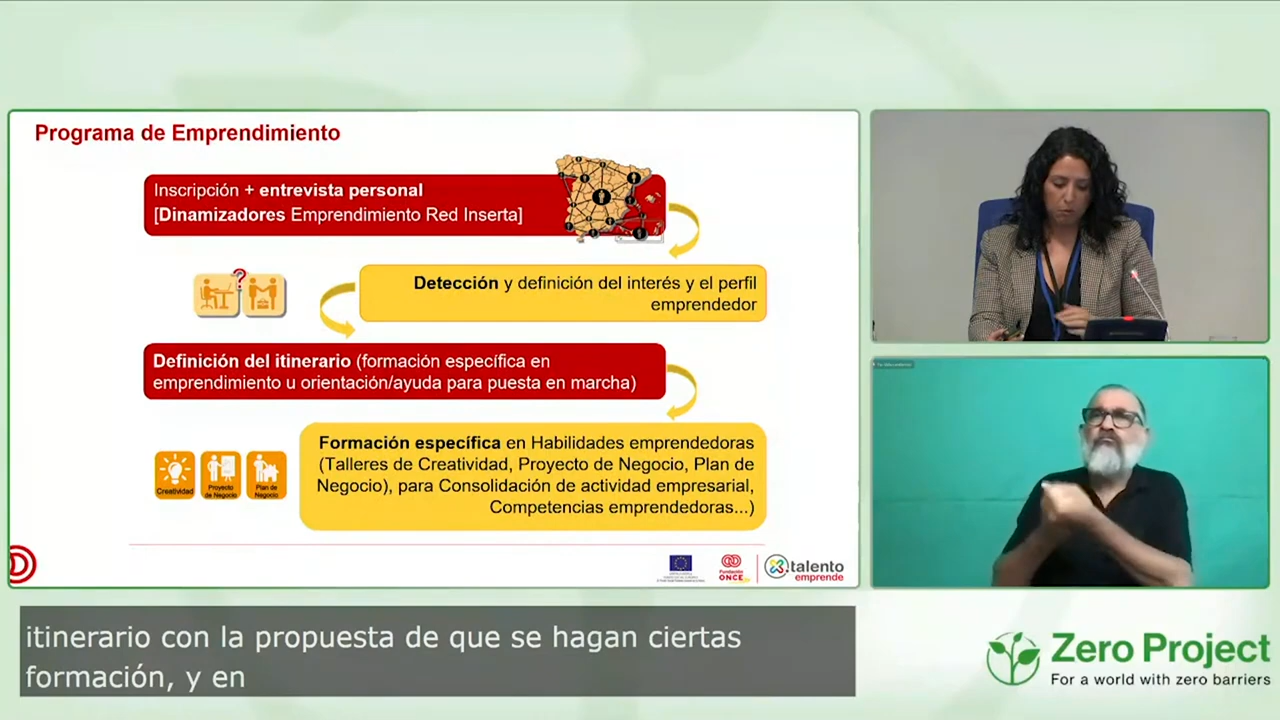 Programa de Emprendimiento
Inscripción + entrevista personal
[Dinamizadores Emprendimiento Red Inserta]
Detección y definición del interés y el perfil
emprendedor
Definición del itinerario (formación específica en
emprendimiento u orientación/ayuda para puesta en marcha)
Formación específica en Habilidades emprendedoras
(Talleres de Creatividad, Proyecto de Negocio, Plan de
Negocio), para Consolidación de actividad empresarial,
Competencias emprendedoras...)
Creatividad
Proyecto
de Negocio
Plan de
Negocio
Fundación
ONCE
talento
emprende
itinerario con la propuesta de que se hagan ciertas
formación, y en
Zero Project
For a world with zero barriers